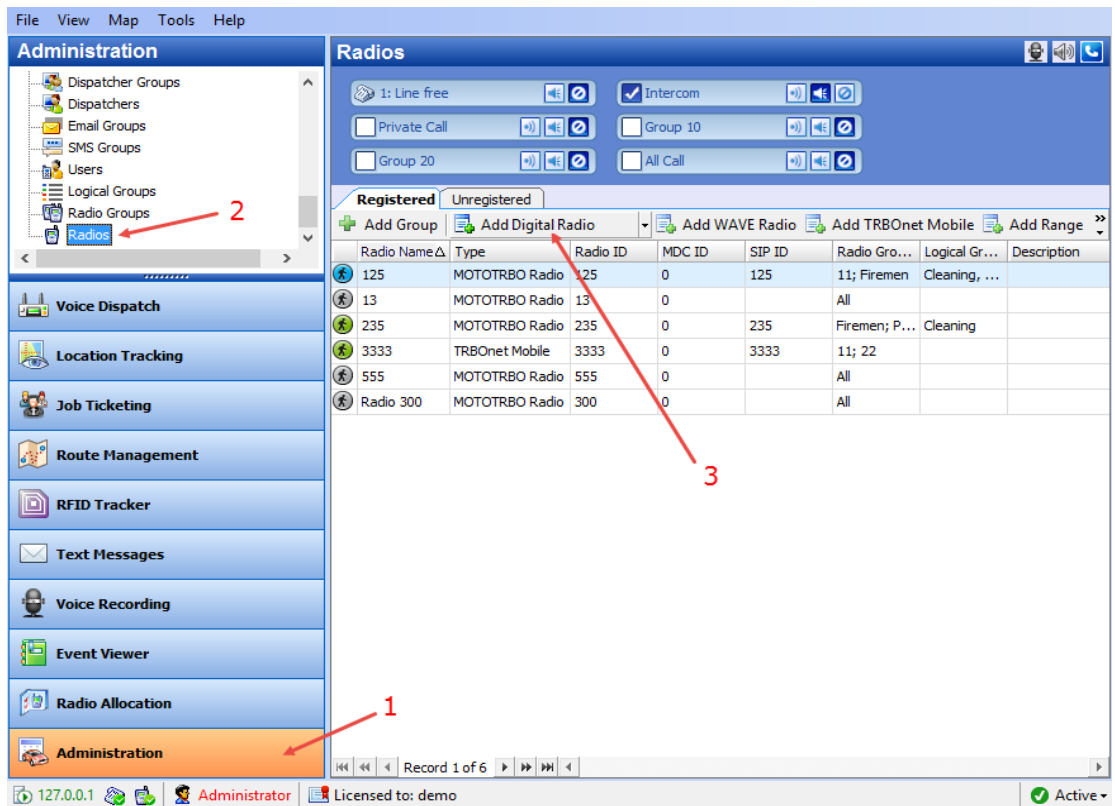 File View Map Tools Help
Administration
Dispatcher Groups
Dispatchers
Email Groups
SMS Groups
Users
Logical Groups
Radio Groups
2
Radios
Voice Dispatch
Location Tracking
Job Ticketing
Route Management
RFID Tracker
Text Messages
Voice Recording
Event Viewer
Radio Allocation
1
Administration
Radios
1: Line free Intercom
Private Call Group 10
Group 20 All Call
Registered Unregistered
Add Group Add Digital Radio Add WAVE Radio Add TRBOnet Mobile Add Range
Radio Name Type Radio ID MDC ID SIP ID Radio Gro... Logical Gr... Description
125 MOTOTRBO Radio 125 0 125 11; Firemen Cleaning, ...
13 MOTOTRBO Radio 13 0 All
235 MOTOTRBO Radio 235 0 235 Firemen; P... Cleaning
3333 TRBOnet Mobile 3333 0 3333 11; 22
555 MOTOTRBO Radio 555 0 All
Radio 300 MOTOTRBO Radio 300 0 All
3
Record 1 of 6
127.0.0.1 Administrator Licensed to: demo Active